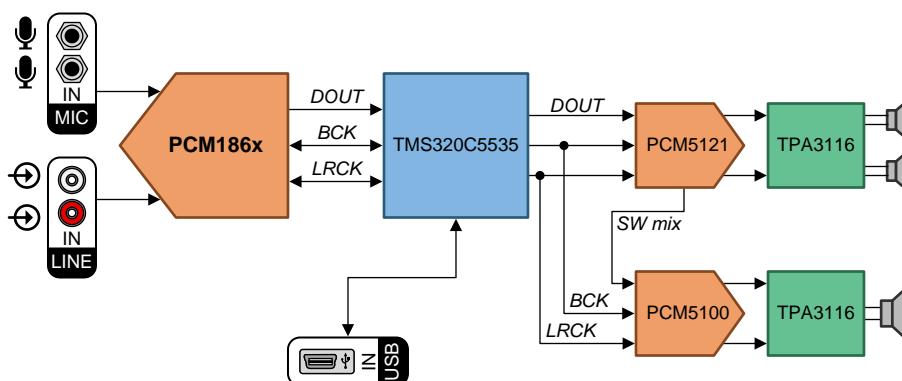 IN
MIC
IN
LINE
PCM186x
DOUT
BCK
LRCK
TMS320C5535
IN
USB
DOUT
PCM5121
TPA3116
SW mix
BCK
LRCK
PCM5100
TPA3116